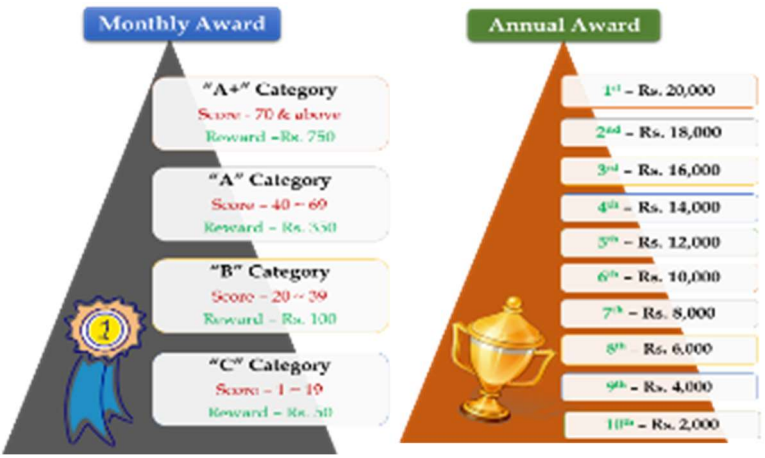 Monthly Award
"A+" Category
Score - 70 & above
Reward –Rs. 750
"A" Category
Score – 40 ~ 69
Reward – Rs. 350
"B" Category
Score – 20 ~ 39
Reward – Rs. 100
"C" Category
Score – 1 ~ 19
Reward – Rs. 50
1
Annual Award
1st – Rs. 20,000
2nd – Rs. 18,000
3rd – Rs. 16,000
4th – Rs. 14,000
5th – Rs. 12,000
6th – Rs. 10,000
7th – Rs. 8,000
8th – Rs. 6,000
9th – Rs. 4,000
10th – Rs. 2,000